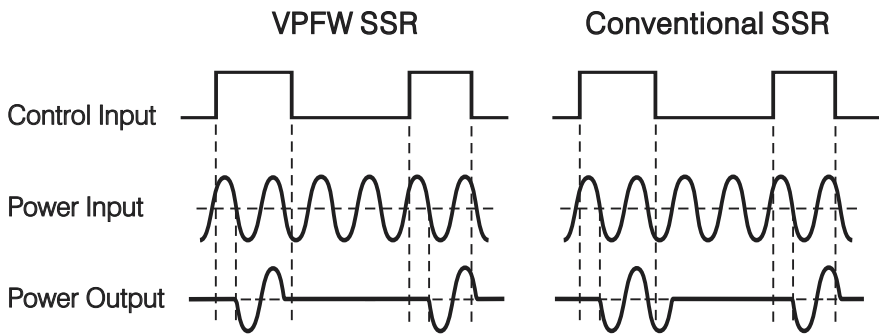 VPFW SSR
Conventional SSR
Control Input
Power Input
Power Output